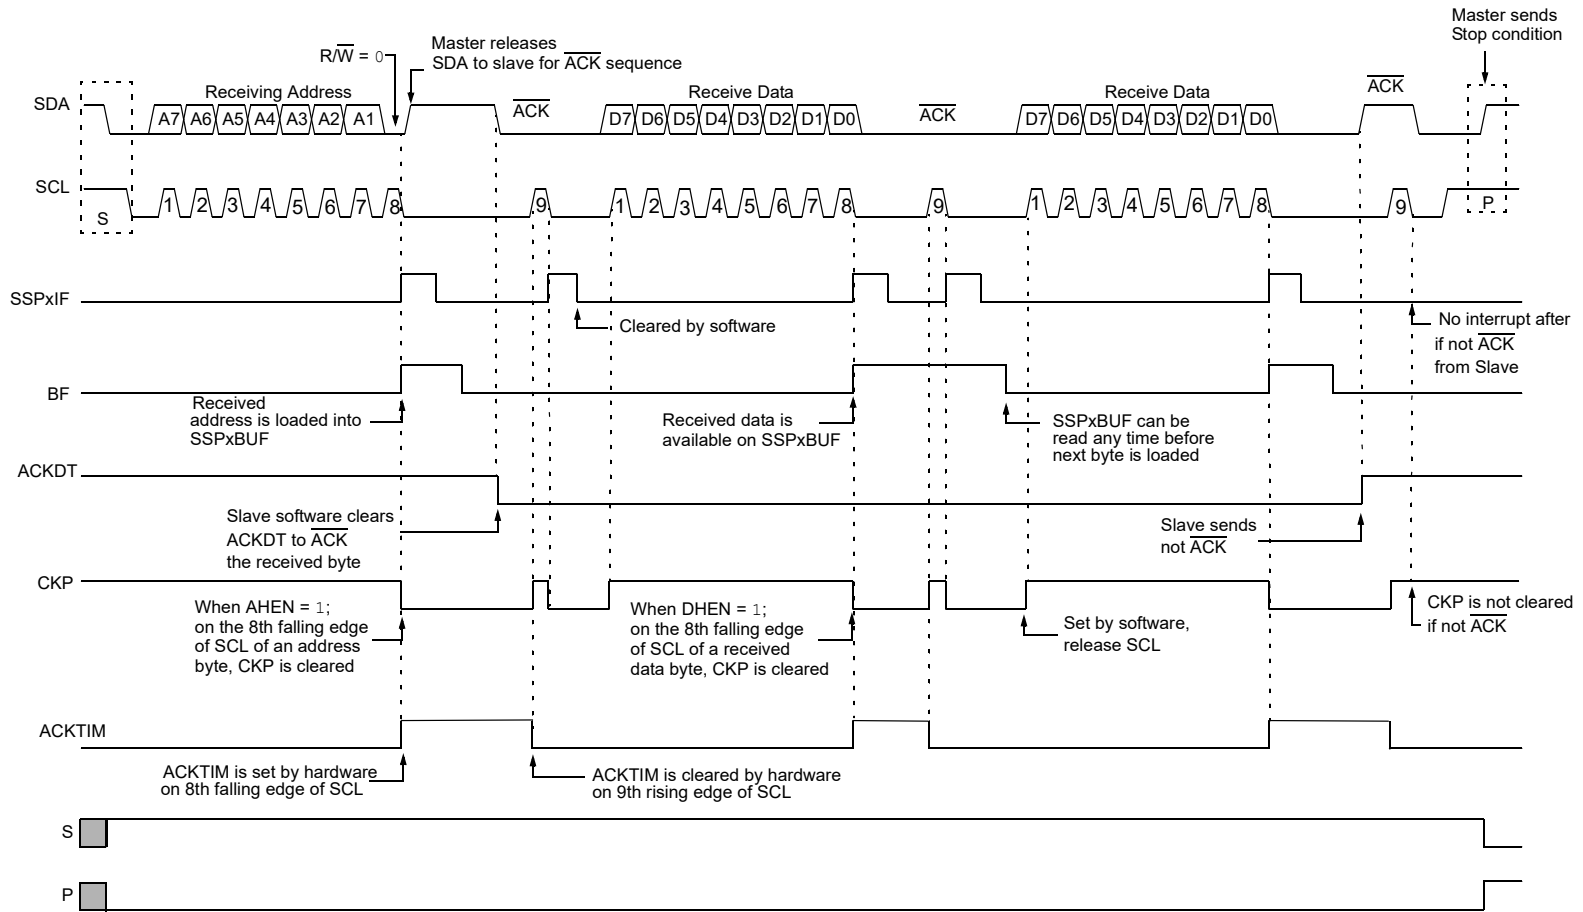 Master sends
Stop condition
R/W̅ = 0
Master releases
SDA to slave for A̅C̅K̅ sequence
SDA
Receiving Address
A7 A6 A5 A4 A3 A2 A1
A̅C̅K̅
Receive Data
D7 D6 D5 D4 D3 D2 D1 D0
A̅C̅K̅
Receive Data
D7 D6 D5 D4 D3 D2 D1 D0
A̅C̅K̅
SCL
S
1 2 3 4 5 6 7 8
9
1 2 3 4 5 6 7 8
9
1 2 3 4 5 6 7 8
9
P
SSPxIF
Cleared by software
No interrupt after
if not A̅C̅K̅
from Slave
BF
Received
address is loaded into
SSPxBUF
Received data is
available on SSPxBUF
SSPxBUF can be
read any time before
next byte is loaded
ACKDT
Slave software clears
ACKDT to A̅C̅K̅
the received byte
Slave sends
not A̅C̅K̅
CKP
When AHEN = 1;
on the 8th falling edge
of SCL of an address
byte, CKP is cleared
When DHEN = 1;
on the 8th falling edge
of SCL of a received
data byte, CKP is cleared
Set by software,
release SCL
CKP is not cleared
if not A̅C̅K̅
ACKTIM
ACKTIM is set by hardware
on 8th falling edge of SCL
ACKTIM is cleared by hardware
on 9th rising edge of SCL
S
P